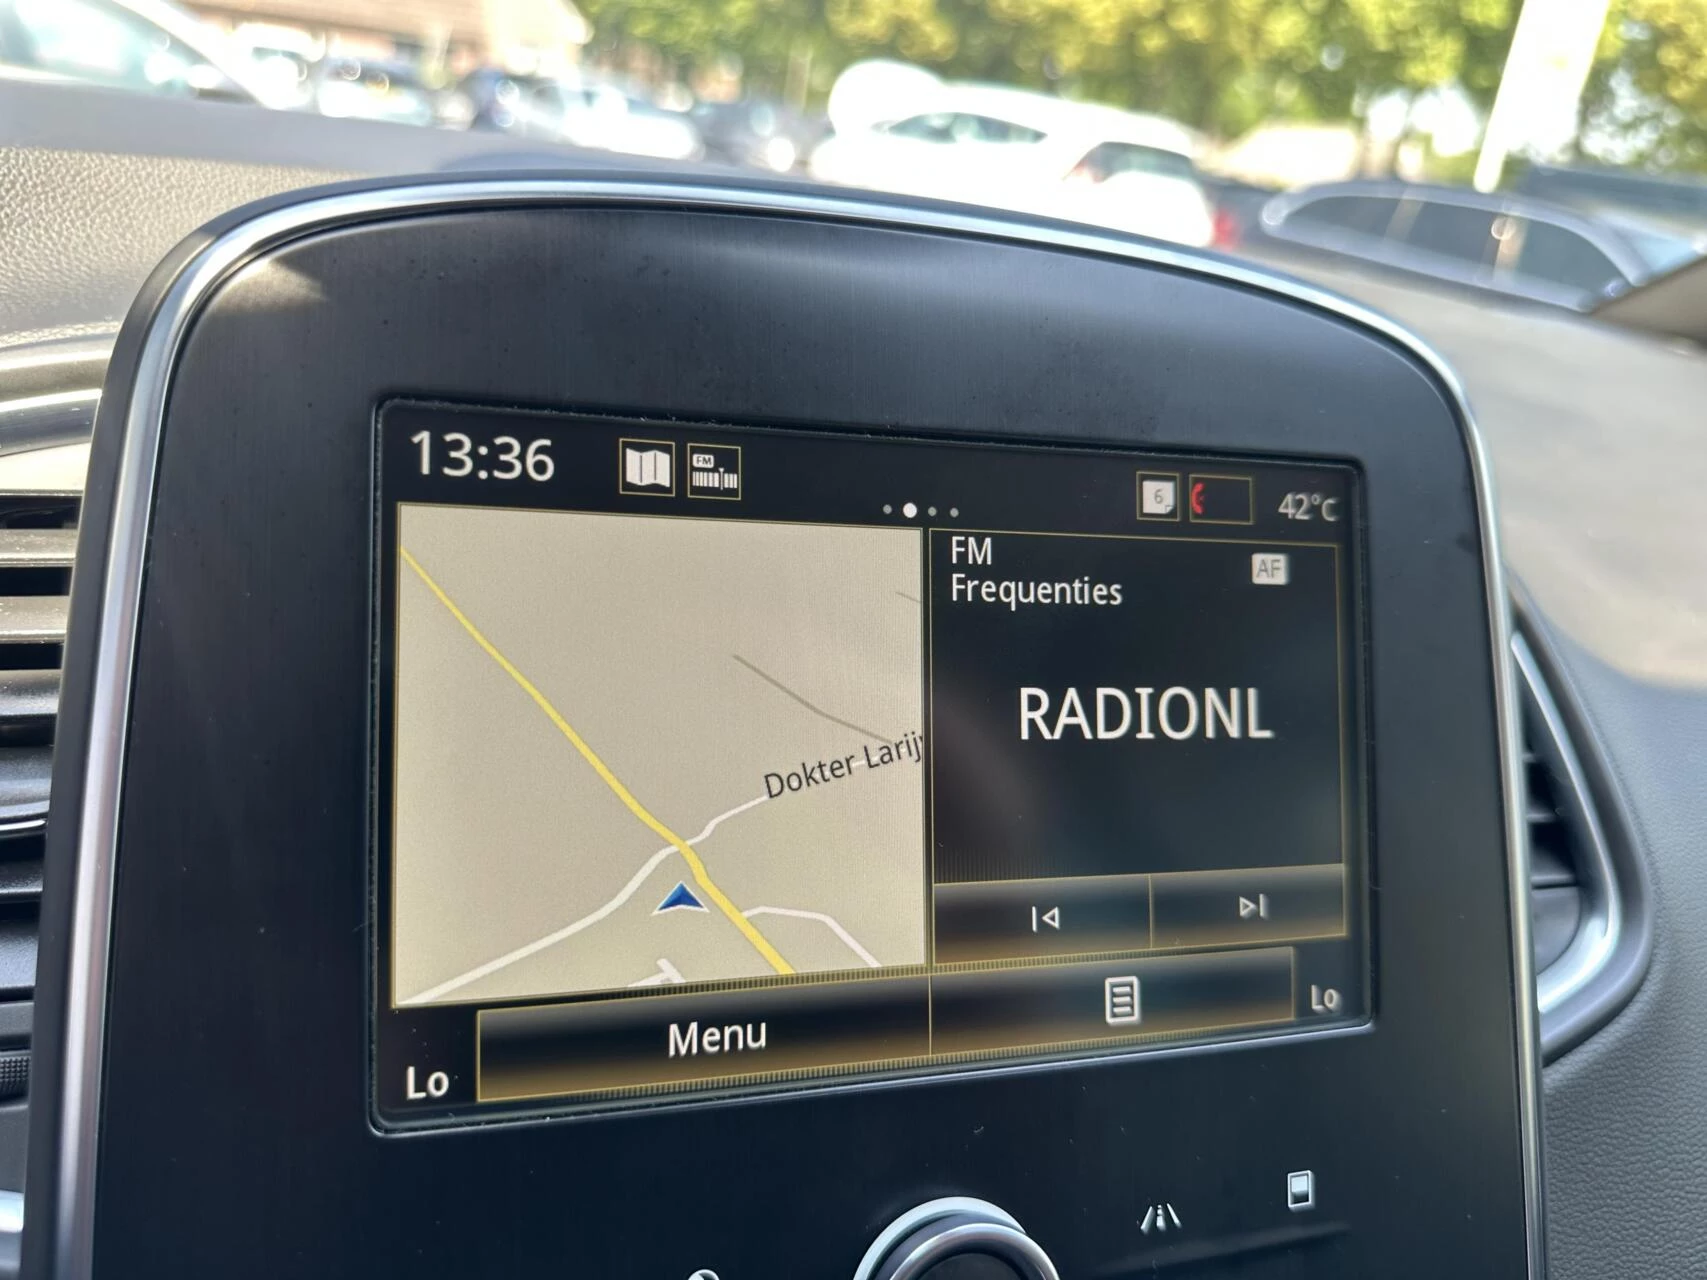 13:36
FM
6
42°C
FM
Frequenties
AF
RADIONL
Dokter Larij
Menu
Lo
Lo